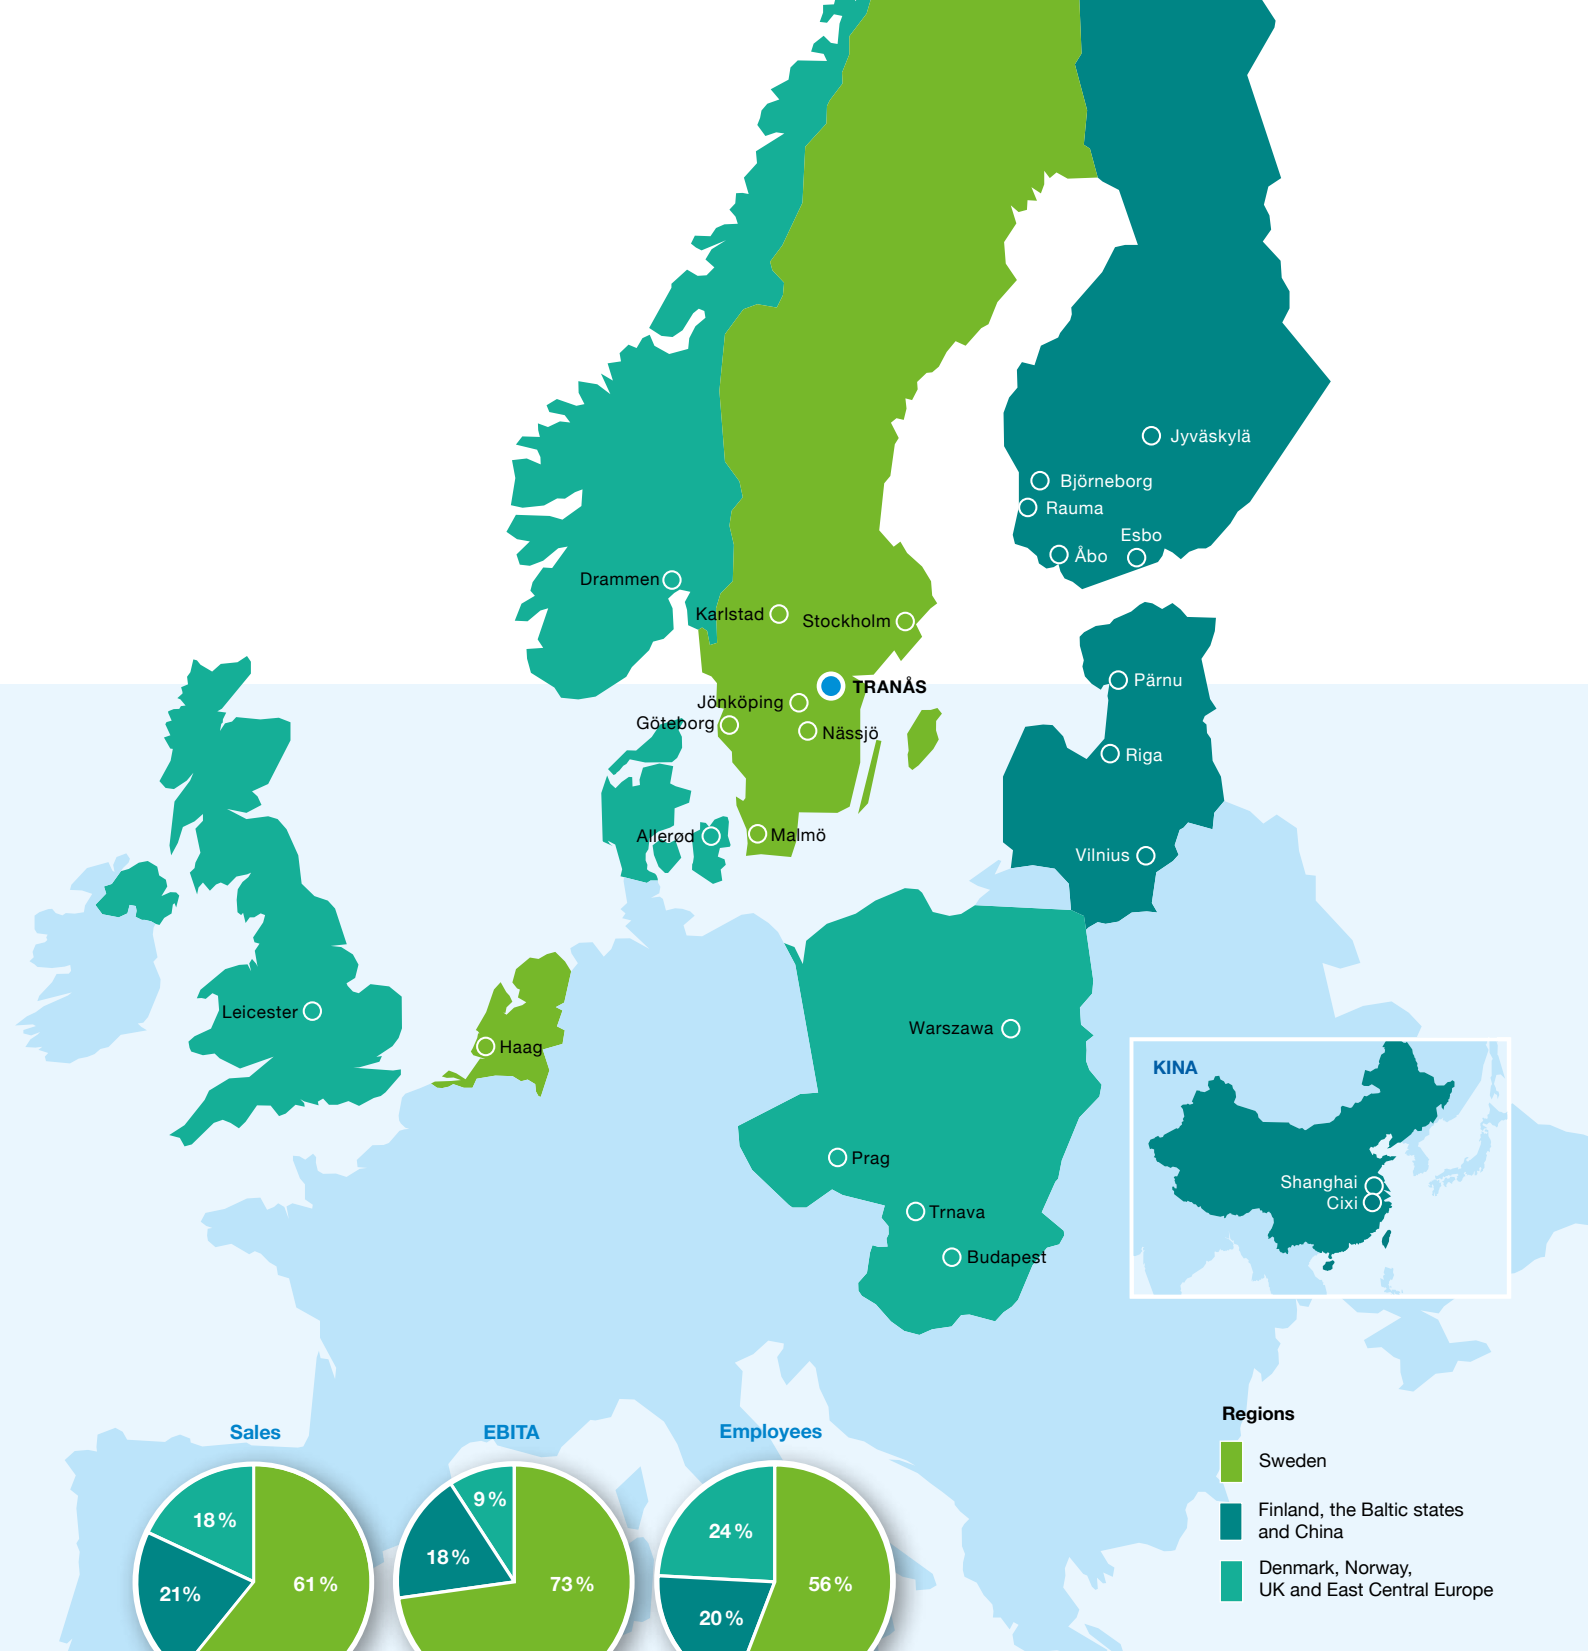 Jyväskylä
Björneborg
Rauma
Esbo
Åbo
Drammen
Karlstad
Stockholm
Pärnu
TRANÅS
Jönköping
Göteborg
Nässjö
Riga
Allerød
Malmö
Vilnius
Leicester
Warszawa
Haag
KINA
Prag
Shanghai
Cixi
Trnava
Budapest
Regions
Sweden
Finland, the Baltic states
and China
Denmark, Norway,
UK and East Central Europe
Sales
18 %
61 %
21%
EBITA
9 %
18 %
73 %
Employees
24 %
56 %
20 %